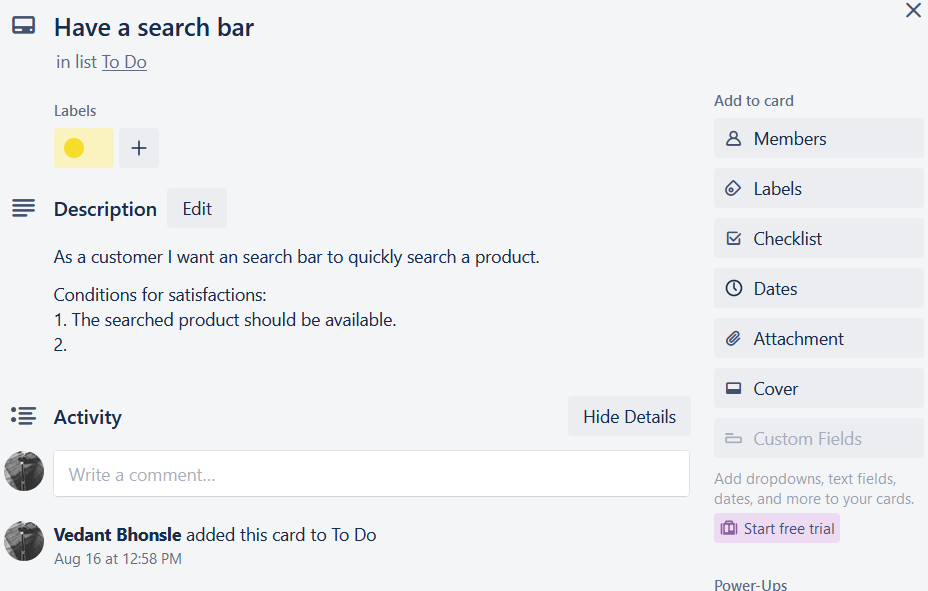 Have a search bar
in list To Do
Labels
Description
Edit
As a customer I want an search bar to quickly search a product.
Conditions for satisfactions:
1. The searched product should be available.
2.
Activity
Hide Details
Write a comment...
Vedant Bhonsle added this card to To Do
Aug 16 at 12:58 PM
Add to card
Members
Labels
Checklist
Dates
Attachment
Cover
Custom Fields
Add dropdowns, text fields,
dates, and more to your cards.
Start free trial
Power-Ups